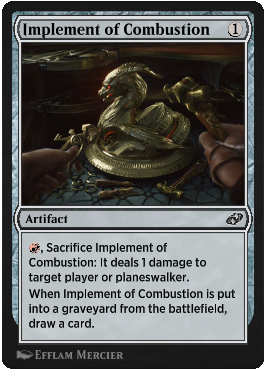 Implement of Combustion 1
Artifact
R, Sacrifice Implement of
Combustion: It deals 1 damage to
target player or planeswalker.
When Implement of Combustion is put
into a graveyard from the battlefield,
draw a card.
Efflam Mercier